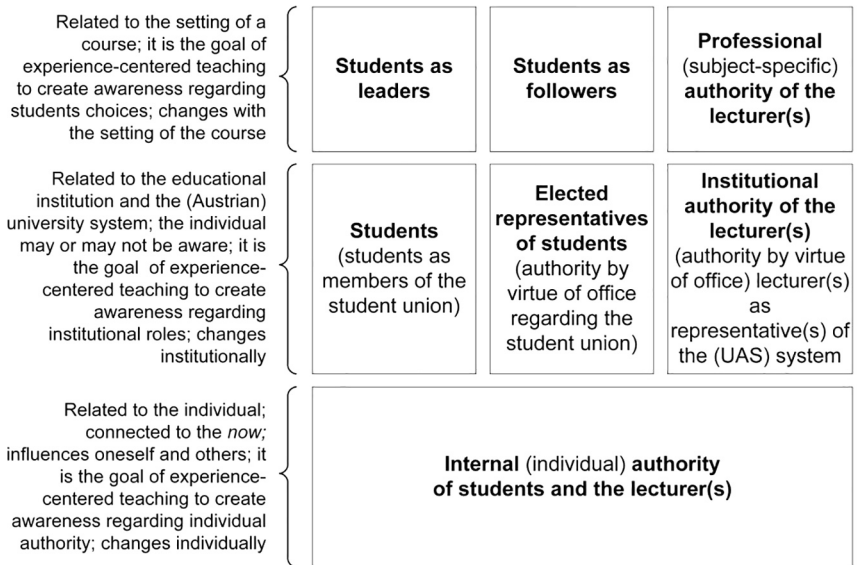 Related to the setting of a
course; it is the goal of
experience-centered teaching
to create awareness regarding
students choices; changes with
the setting of the course
Students as
leaders
Students as
followers
Professional
(subject-specific)
authority of the
lecturer(s)
Related to the educational
institution and the (Austrian)
university system; the individual
may or may not be aware; it is
the goal of experience-
centered teaching to create
awareness regarding
institutional roles; changes
institutionally
Students
(students as
members of the
student union)
Elected
representatives
of students
(authority by
virtue of office
regarding the
student union)
Institutional
authority of the
lecturer(s)
(authority by virtue
of office) lecturer(s)
as
representative(s) of
the (UAS) system
Related to the individual;
connected to the now;
influences oneself and others; it
is the goal of experience-
centered teaching to create
awareness regarding individual
authority; changes individually
Internal (individual) authority
of students and the lecturer(s)